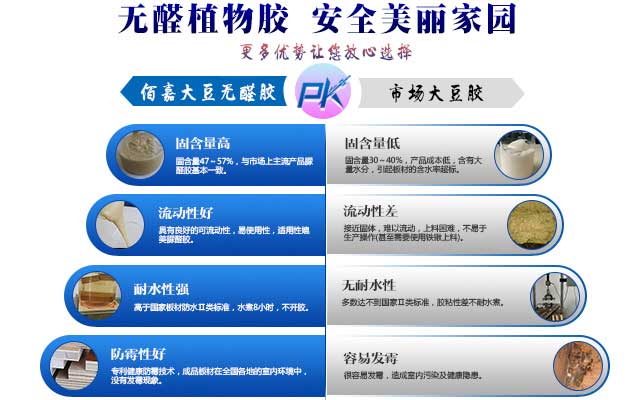 无醛植物胶 安全美丽家园
更多优势让您放心选择
佰嘉大豆无醛胶 PK 市场大豆胶
固含量高
固含量47~57%,与市场上主流产品脲
醛胶基本一致。
固含量低
固含量30~40%,产品成本低,含有大
量水分,引起板材的含水率超标。
流动性好
具有良好的可流动性,易使用性,适用性媲
美脲醛胶。
流动性差
接近固体,难以流动,上料困难,不易于
生产操作(甚至需要使用铁锹上料)。
耐水性强
高于国家板材防水II类标准,水煮8小时,不开胶。
无耐水性
多数达不到国家II类标准,胶粘性差不耐水煮。
防霉性好
专利健康防霉技术,成品板材在全国各地的室内环境中,
没有发霉现象。
容易发霉
很容易发霉,造成室内污染及健康隐患。